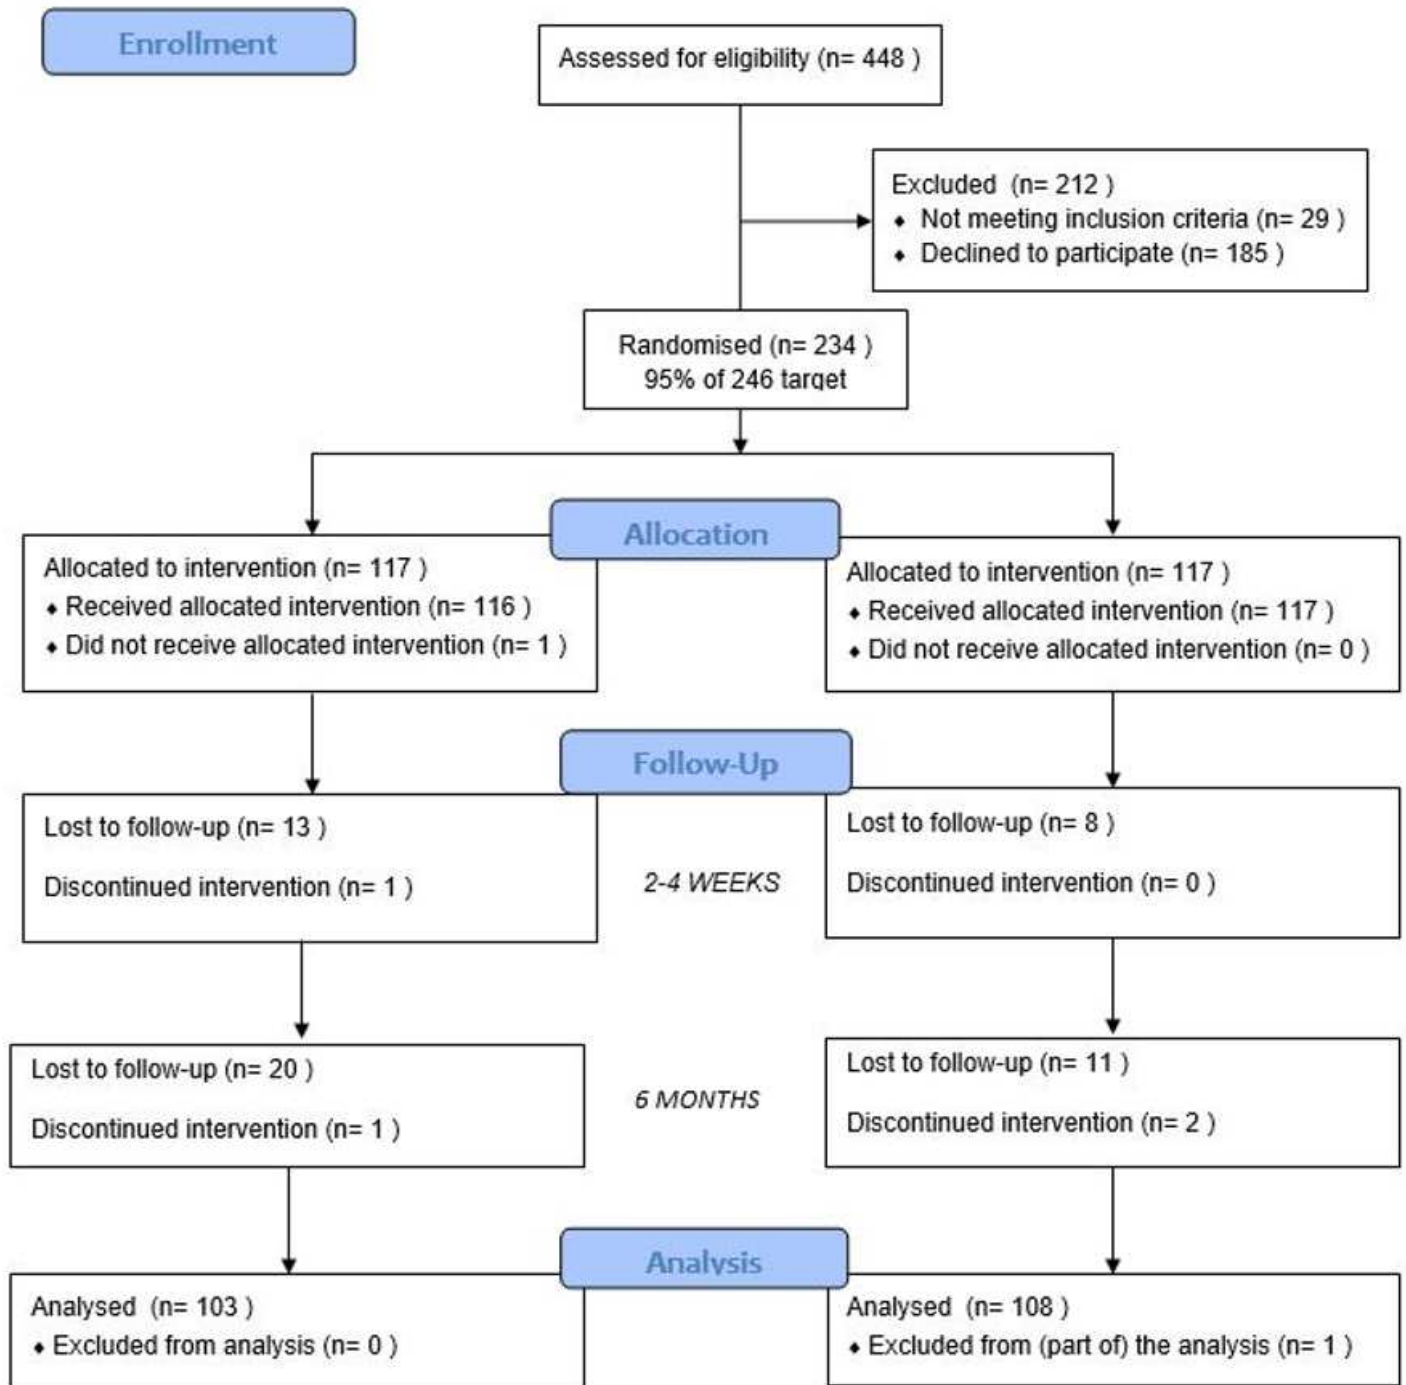 Enrollment
Assessed for eligibility (n= 448 )
Excluded (n= 212 )
♦ Not meeting inclusion criteria (n= 29 )
♦ Declined to participate (n= 185 )
Randomised (n= 234 )
95% of 246 target
Allocation
Allocated to intervention (n= 117 )
♦ Received allocated intervention (n= 116 )
♦ Did not receive allocated intervention (n= 1 )
Allocated to intervention (n= 117 )
♦ Received allocated intervention (n= 117 )
♦ Did not receive allocated intervention (n= 0 )
Follow-Up
Lost to follow-up (n= 13 )
Discontinued intervention (n= 1 )
2-4 WEEKS
Lost to follow-up (n= 8 )
Discontinued intervention (n= 0 )
Lost to follow-up (n= 20 )
Discontinued intervention (n= 1 )
6 MONTHS
Lost to follow-up (n= 11 )
Discontinued intervention (n= 2 )
Analysis
Analysed (n= 103 )
♦ Excluded from analysis (n= 0 )
Analysed (n= 108 )
♦ Excluded from (part of) the analysis (n= 1 )